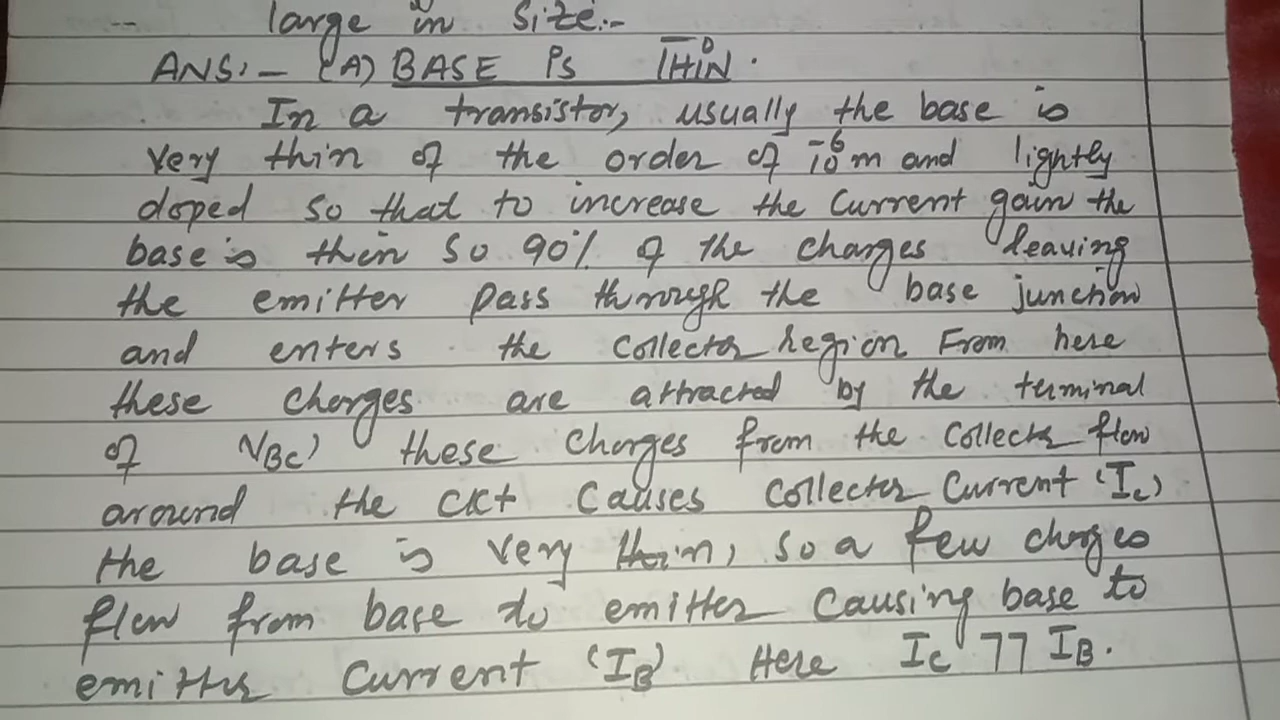 large in size:-
ANS:- (A) BASE is THIN.
In a transistor, usually the base is
very thin of the order of 10⁻⁶m and lightly
doped so that to increase the current gain the
base is thin so 90% of the charges leaving
the emitter pass through the base junction
and enters the collector region From here
these charges are attracted by the terminal
of VBC) these charges from the collector flow
around the ckt causes collector current (Ic)
the base is very thin, so a few charges
flow from base to emitter causing base to
emitter current (IB) Here Ic >> IB.